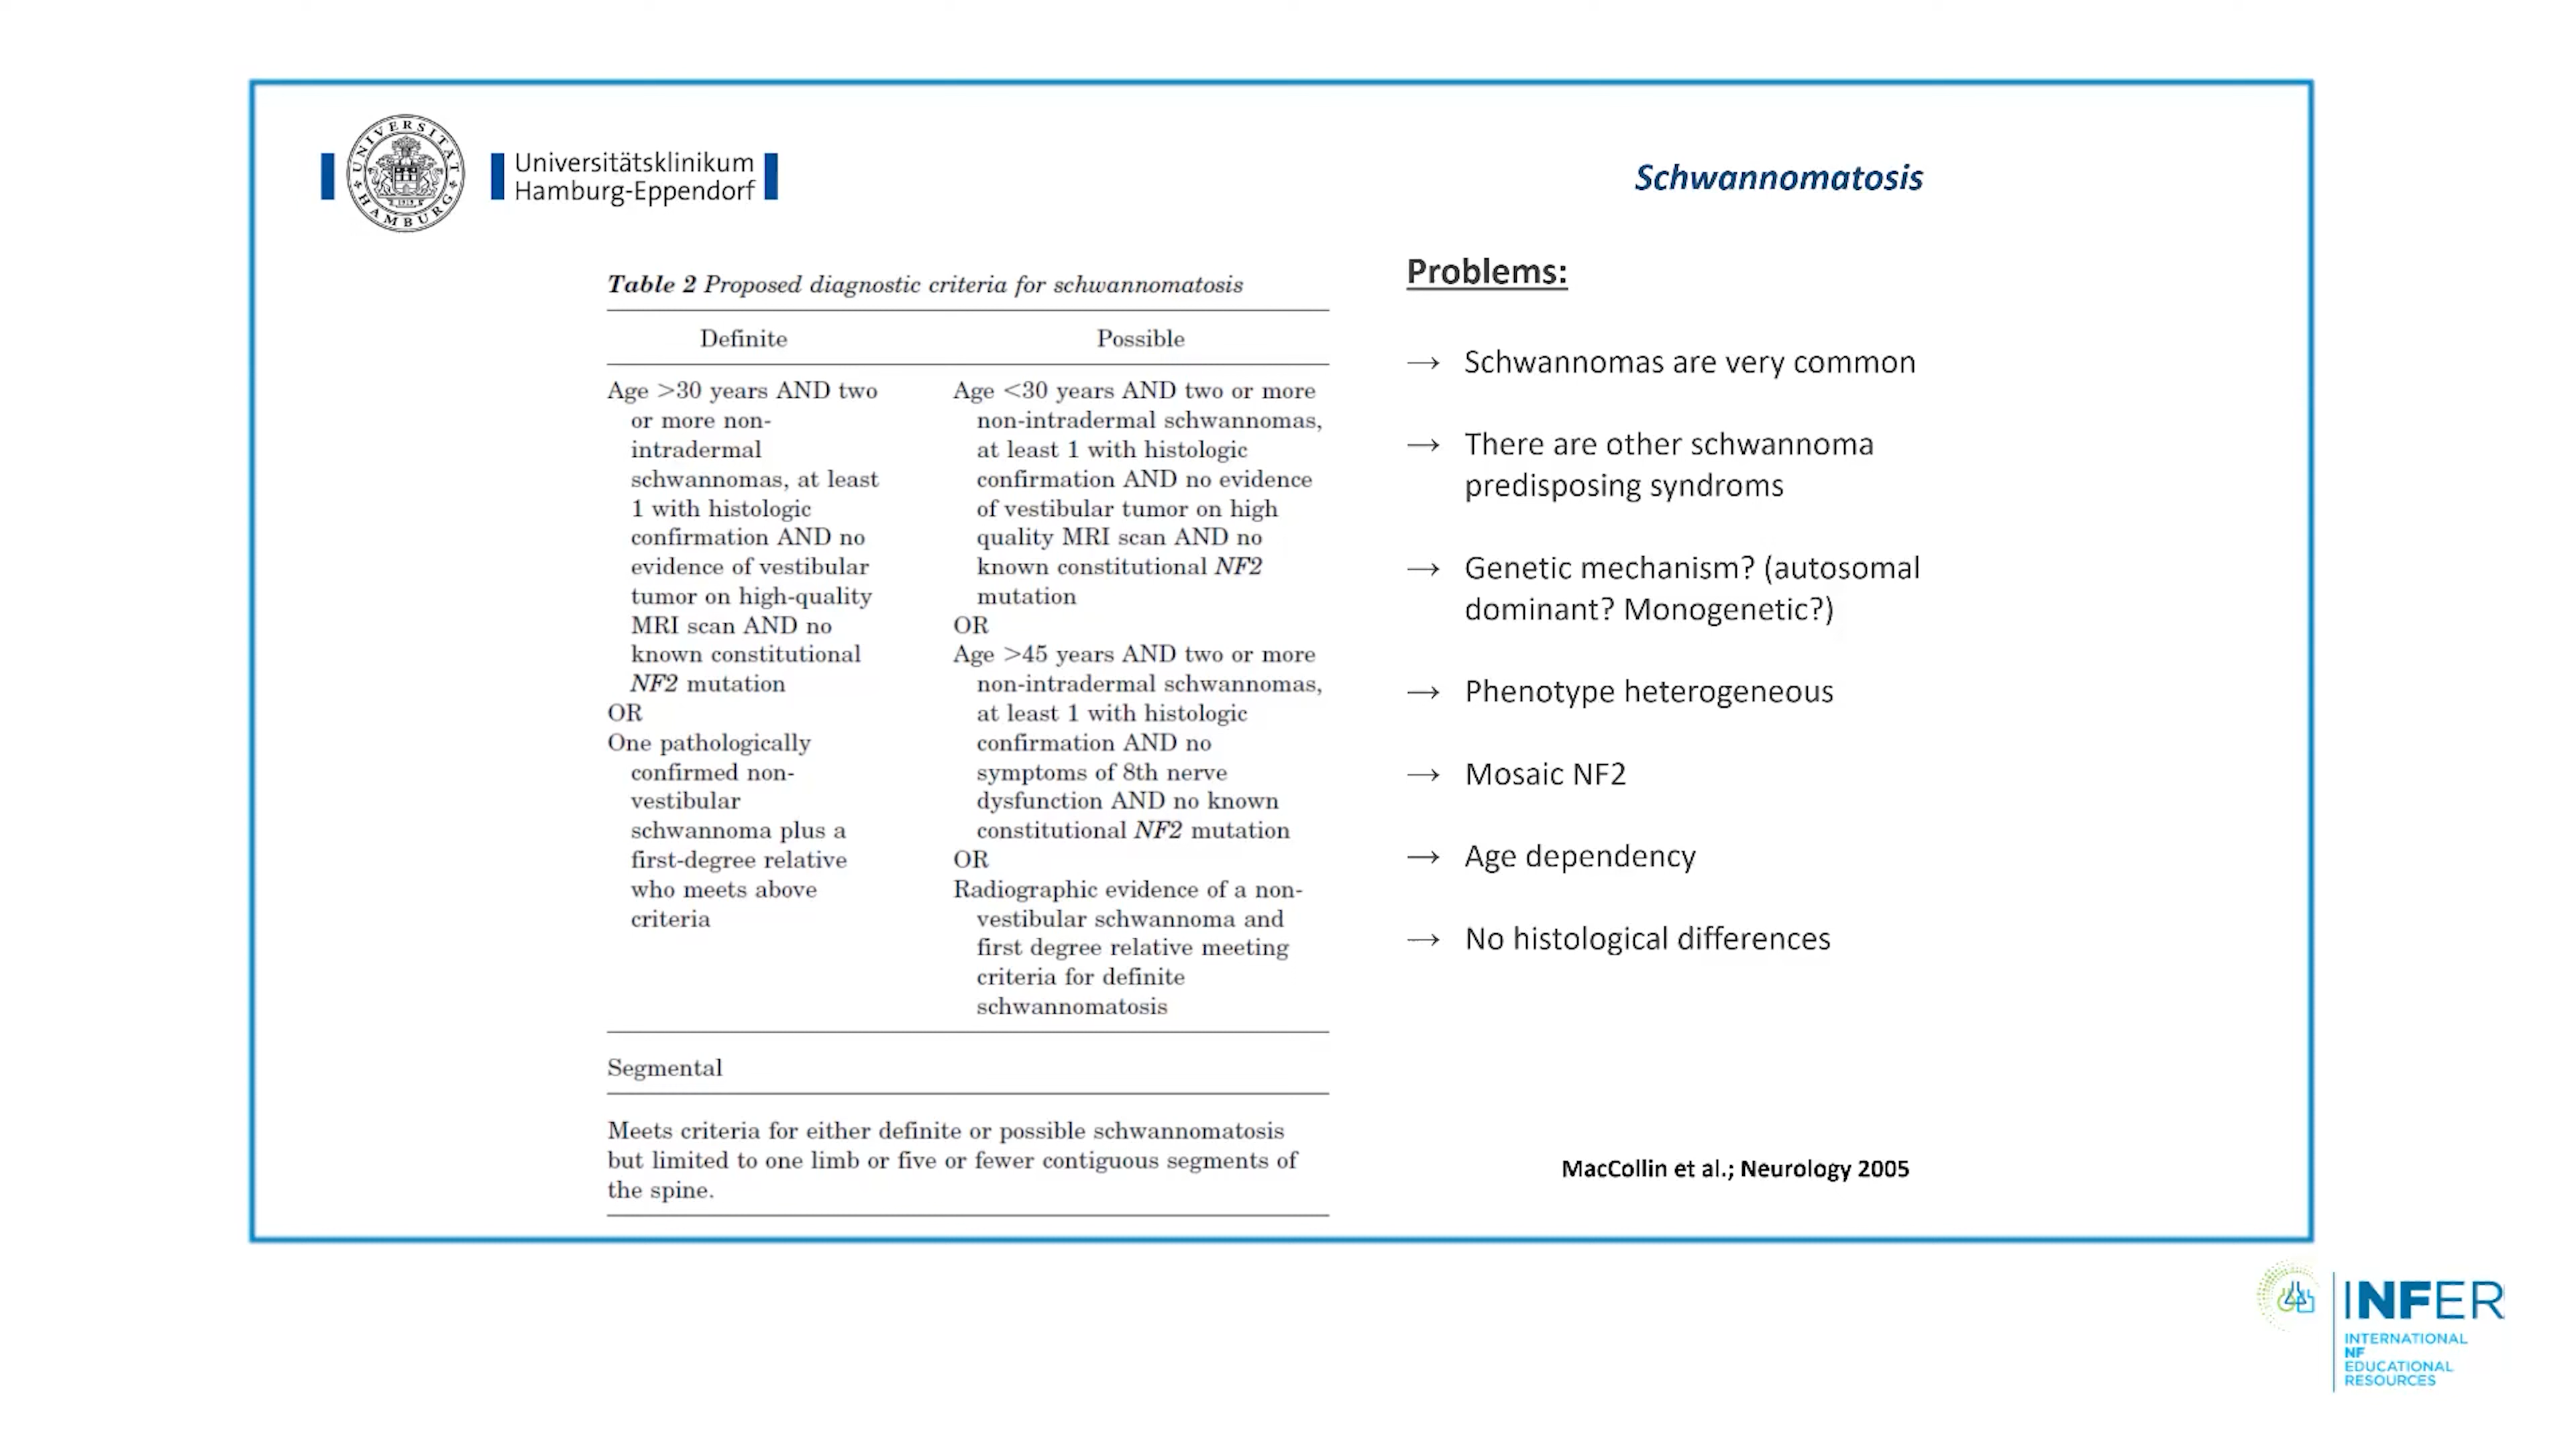 UNIVERSITÄT
HAMBURG
1919
Universitätsklinikum
Hamburg-Eppendorf
Schwannomatosis
Table 2 Proposed diagnostic criteria for schwannomatosis
Definite
Age >30 years AND two
or more non-
intradermal
schwannomas, at least
1 with histologic
confirmation AND no
evidence of vestibular
tumor on high-quality
MRI scan AND no
known constitutional
NF2 mutation
OR
One pathologically
confirmed non-
vestibular
schwannoma plus a
first-degree relative
who meets above
criteria
Possible
Age <30 years AND two or more
non-intradermal schwannomas,
at least 1 with histologic
confirmation AND no evidence
of vestibular tumor on high
quality MRI scan AND no
known constitutional NF2
mutation
OR
Age >45 years AND two or more
non-intradermal schwannomas,
at least 1 with histologic
confirmation AND no
symptoms of 8th nerve
dysfunction AND no known
constitutional NF2 mutation
OR
Radiographic evidence of a non-
vestibular schwannoma and
first degree relative meeting
criteria for definite
schwannomatosis
Segmental
Meets criteria for either definite or possible schwannomatosis
but limited to one limb or five or fewer contiguous segments of
the spine.
Problems:
→ Schwannomas are very common
→ There are other schwannoma
predisposing syndroms
→ Genetic mechanism? (autosomal
dominant? Monogenetic?)
→ Phenotype heterogeneous
→ Mosaic NF2
→ Age dependency
→ No histological differences
MacCollin et al.; Neurology 2005
INFER
INTERNATIONAL
NF
EDUCATIONAL
RESOURCES